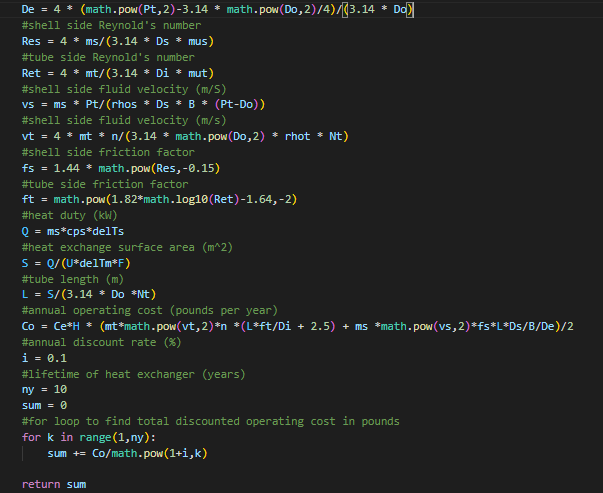 De = 4 * (math.pow(Pt,2)-3.14 * math.pow(Do,2)/4)/(3.14 * Do)
#shell side Reynold's number
Res = 4 * ms/(3.14 * Ds * mus)
#tube side Reynold's number
Ret = 4 * mt/(3.14 * Di * mut)
#shell side fluid velocity (m/S)
vs = ms * Pt/(rhos * Ds * B * (Pt-Do))
#shell side fluid velocity (m/s)
vt = 4 * mt * n/(3.14 * math.pow(Do,2) * rhot * Nt)
#shell side friction factor
fs = 1.44 * math.pow(Res,-0.15)
#tube side friction factor
ft = math.pow(1.82*math.log10(Ret)-1.64,-2)
#heat duty (kW)
Q = ms*cps*delTs
#heat exchange surface area (m^2)
S = Q/(U*delTm*F)
#tube length (m)
L = S/(3.14 * Do *Nt)
#annual operating cost (pounds per year)
Co = Ce*H * (mt*math.pow(vt,2)*n *(L*ft/Di + 2.5) + ms *math.pow(vs,2)*fs*L*Ds/B/De)/2
#annual discount rate (%)
i = 0.1
#lifetime of heat exchanger (years)
ny = 10
sum = 0
#for loop to find total discounted operating cost in pounds
for k in range(1,ny):
    sum += Co/math.pow(1+i,k)
return sum